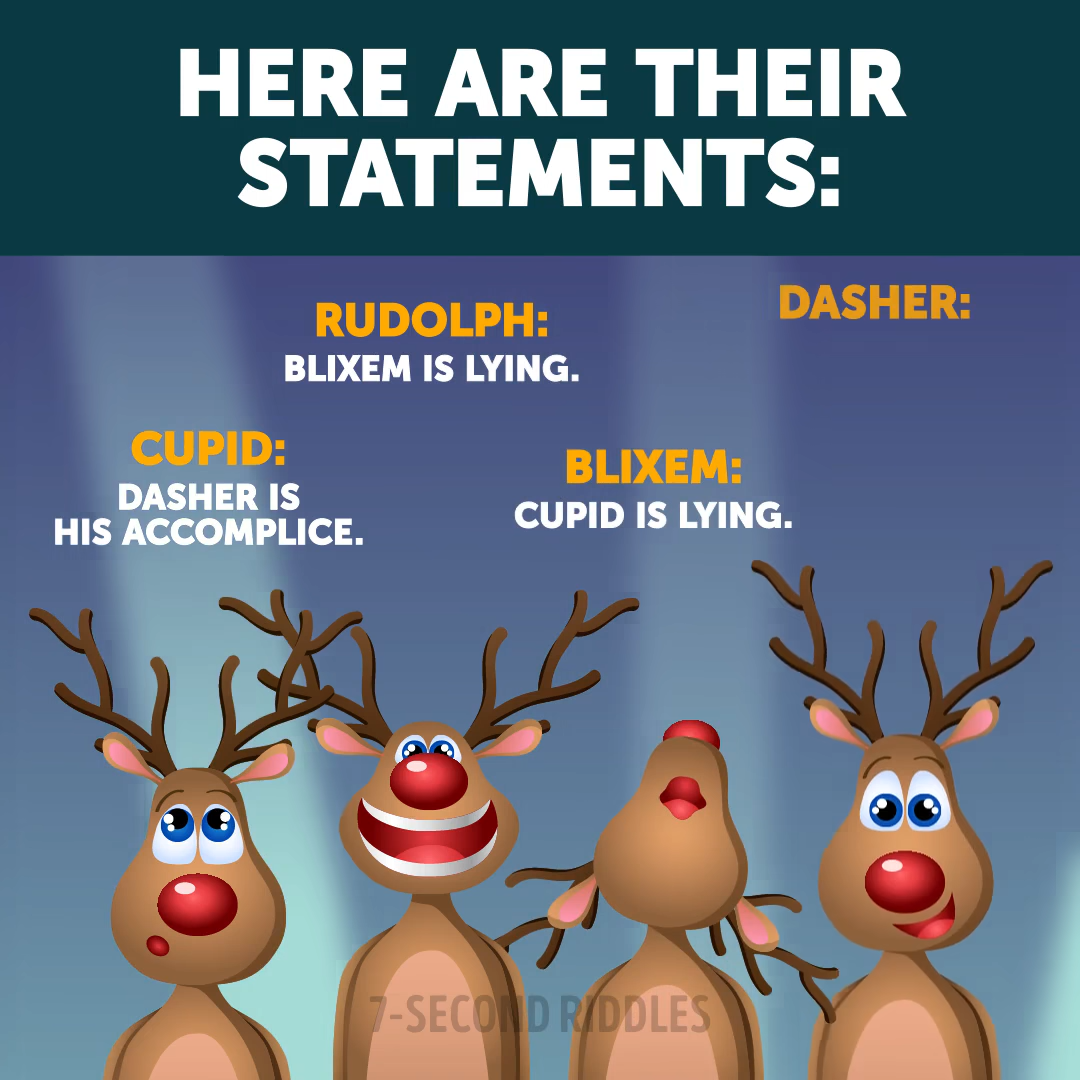 HERE ARE THEIR
STATEMENTS:
RUDOLPH:
BLIXEM IS LYING.
DASHER:
CUPID:
DASHER IS
HIS ACCOMPLICE.
BLIXEM:
CUPID IS LYING.
7-SECOND RIDDLES